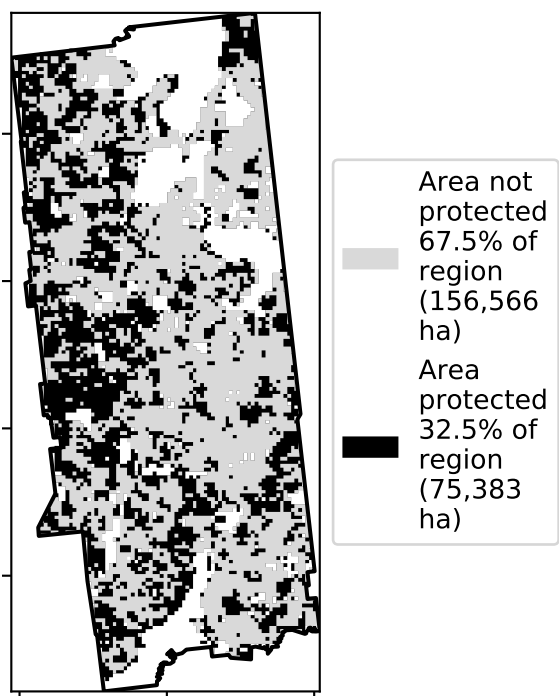 Area not
protected
67.5% of
region
(156,566
ha)
Area
protected
32.5% of
region
(75,383
ha)